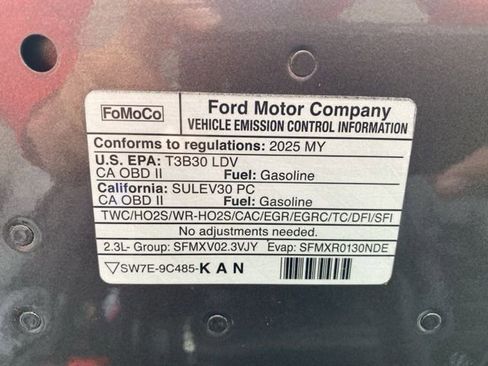 FoMoCo
Ford Motor Company
VEHICLE EMISSION CONTROL INFORMATION
Conforms to regulations: 2025 MY
U.S. EPA: T3B30 LDV
CA OBD II Fuel: Gasoline
California: SULEV30 PC
CA OBD II Fuel: Gasoline
TWC/HO2S/WR-HO2S/CAC/EGR/EGRC/TC/DFI/SFI
No adjustments needed.
2.3L- Group: SFMXV02.3VJY Evap: SFMXR0130NDE
▽SW7E-9C485-KAN